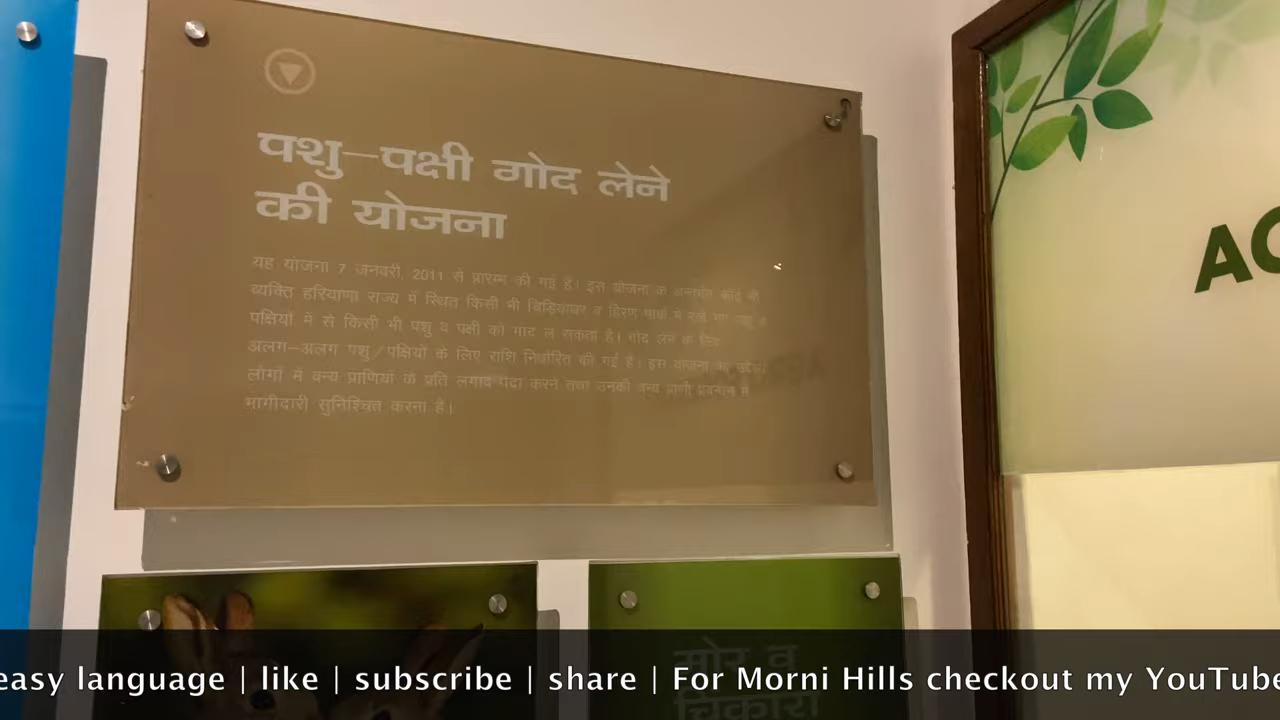 पशु–पक्षी गोद लेने
की योजना
यह योजना 7 जनवरी, 2011 से प्रारम्भ की गई है। इस योजना के अन्तर्गत कोई भी
व्यक्ति हरियाणा राज्य में स्थित किसी भी चिड़ियाघर व हिरण पार्क में रखे गए पशु व
पक्षियों में से किसी भी पशु व पक्षी को गोद ले सकता है। गोद लेने के लिए
अलग–अलग पशु/पक्षियों के लिए राशि निर्धारित की गई है। इस योजना का उद्देश्य
लोगों में वन्य प्राणियों के प्रति लगाव पैदा करने तथा उनकी वन्य प्राणी प्रबन्धन में
भागीदारी सुनिश्चित करना है।
मोर व
चिंकारा
easy language | like | subscribe | share | For Morni Hills checkout my YouTube